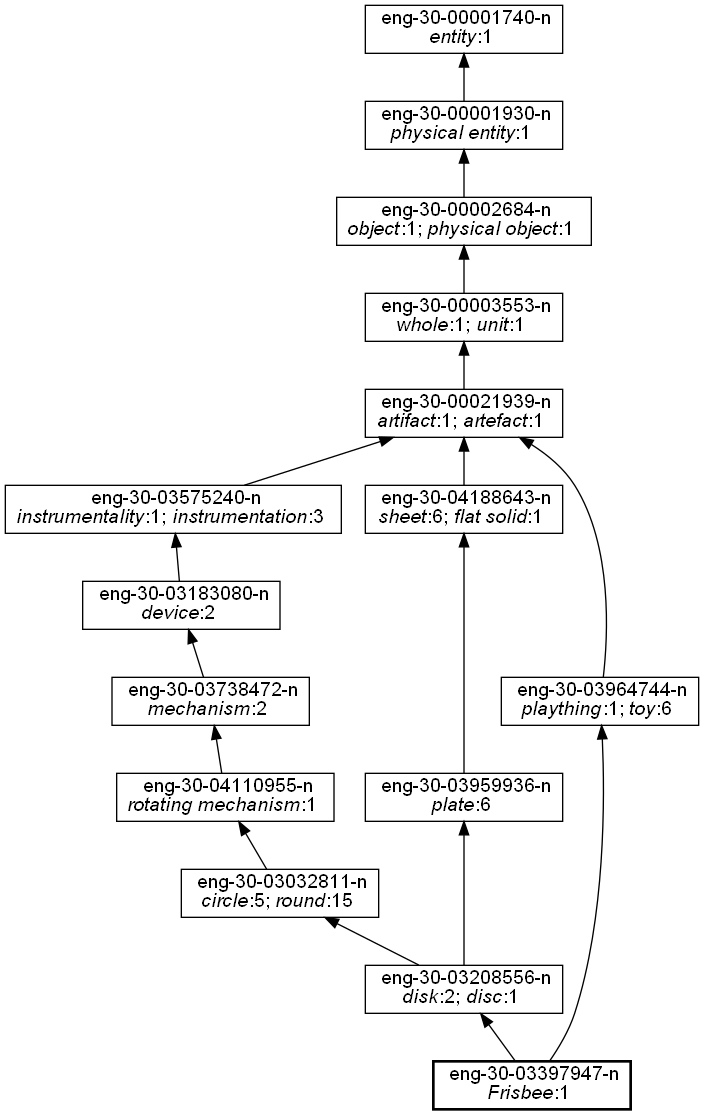 eng-30-00001740-n
entity:1
eng-30-00001930-n
physical entity:1
eng-30-00002684-n
object:1; physical object:1
eng-30-00003553-n
whole:1; unit:1
eng-30-00021939-n
artifact:1; artefact:1
eng-30-03575240-n
instrumentality:1; instrumentation:3
eng-30-04188643-n
sheet:6; flat solid:1
eng-30-03183080-n
device:2
eng-30-03738472-n
mechanism:2
eng-30-03964744-n
plaything:1; toy:6
eng-30-04110955-n
rotating mechanism:1
eng-30-03959936-n
plate:6
eng-30-03032811-n
circle:5; round:15
eng-30-03208556-n
disk:2; disc:1
eng-30-03397947-n
Frisbee:1